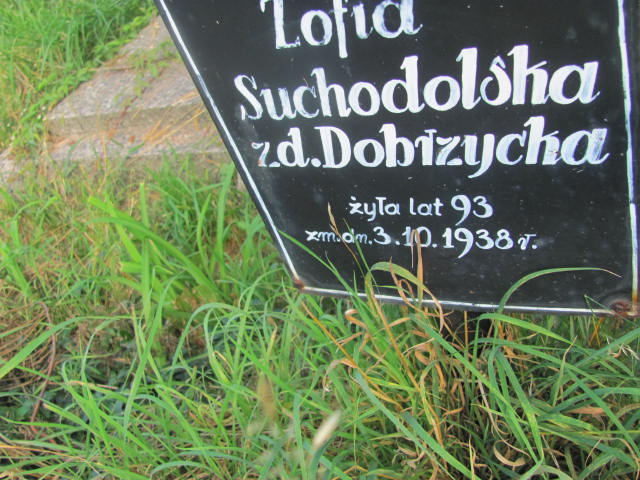 Zofia
Suchodolska
z d. Dobrzycka
żyła lat 93
zm. dn. 3.10.1938 r.